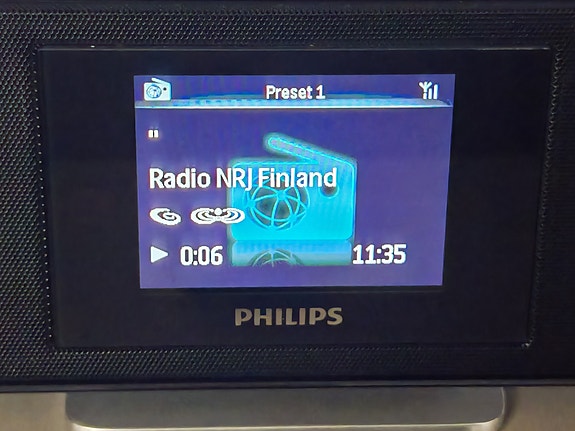 Preset 1
"
Radio NRJ Finland
0:06 11:35
PHILIPS